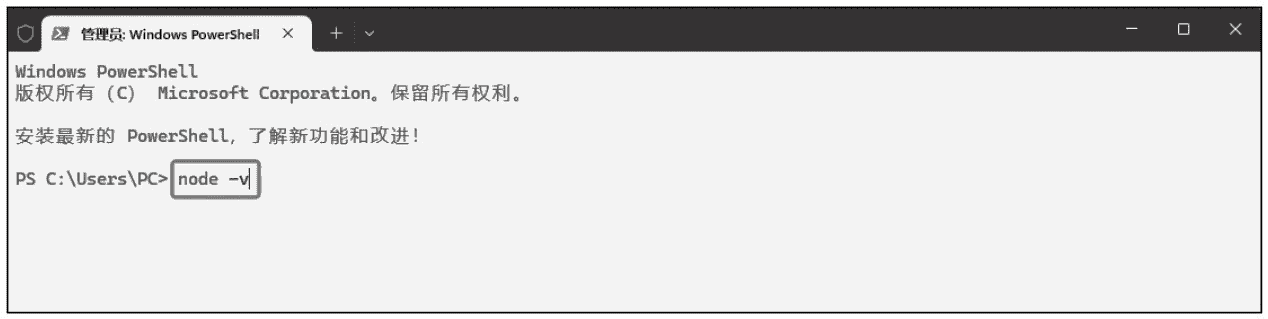 管理员: Windows PowerShell
Windows PowerShell
版权所有 (C) Microsoft Corporation。保留所有权利。
安装最新的 PowerShell，了解新功能和改进！
PS C:\Users\PC> node -v